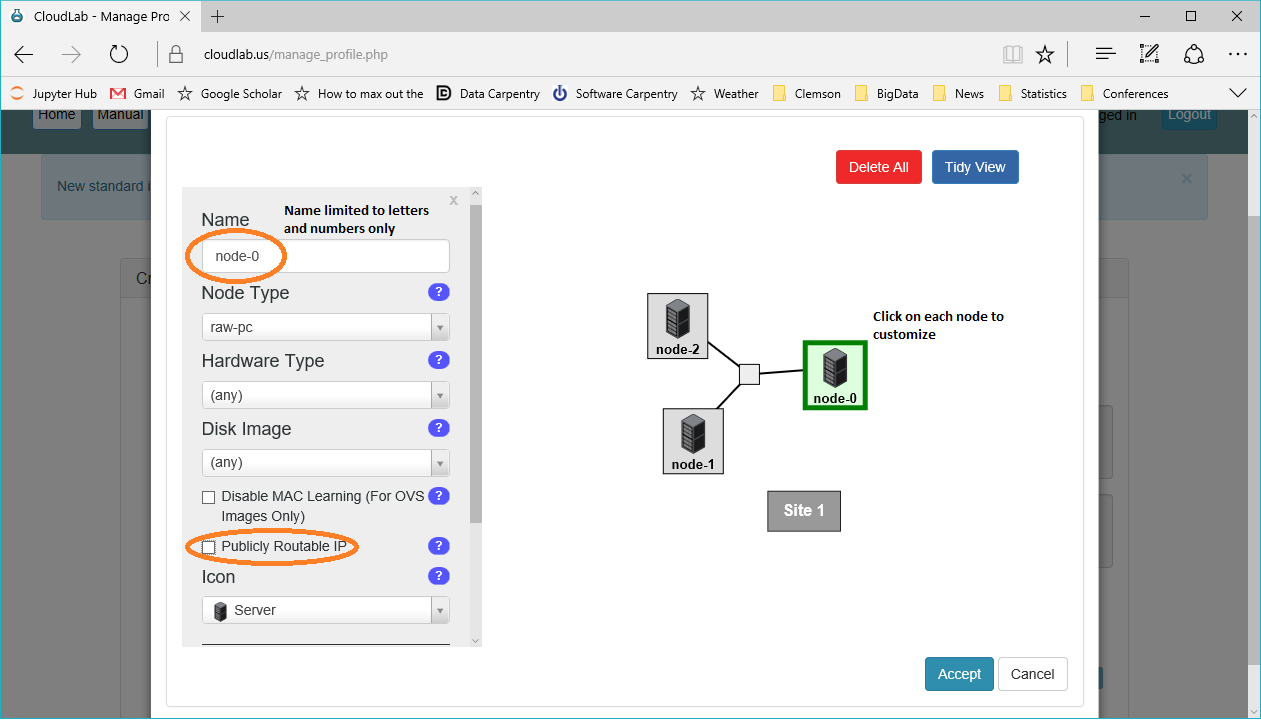 CloudLab - Manage Pro
cloudlab.us/manage_profile.php
Jupyter Hub
Gmail
Google Scholar
How to max out the
Data Carpentry
Software Carpentry
Weather
Clemson
BigData
News
Statistics
Conferences
Home
Manual
ged in
Logout
New standard i
×
Cr
Delete All
Tidy View
x
Name
Name limited to letters
and numbers only
node-0
Node Type
?
raw-pc
Hardware Type
?
(any)
Disk Image
?
(any)
Disable MAC Learning (For OVS
Images Only)
?
Publicly Routable IP
?
Icon
?
Server
node-2
Click on each node to
customize
node-0
node-1
Site 1
Accept
Cancel